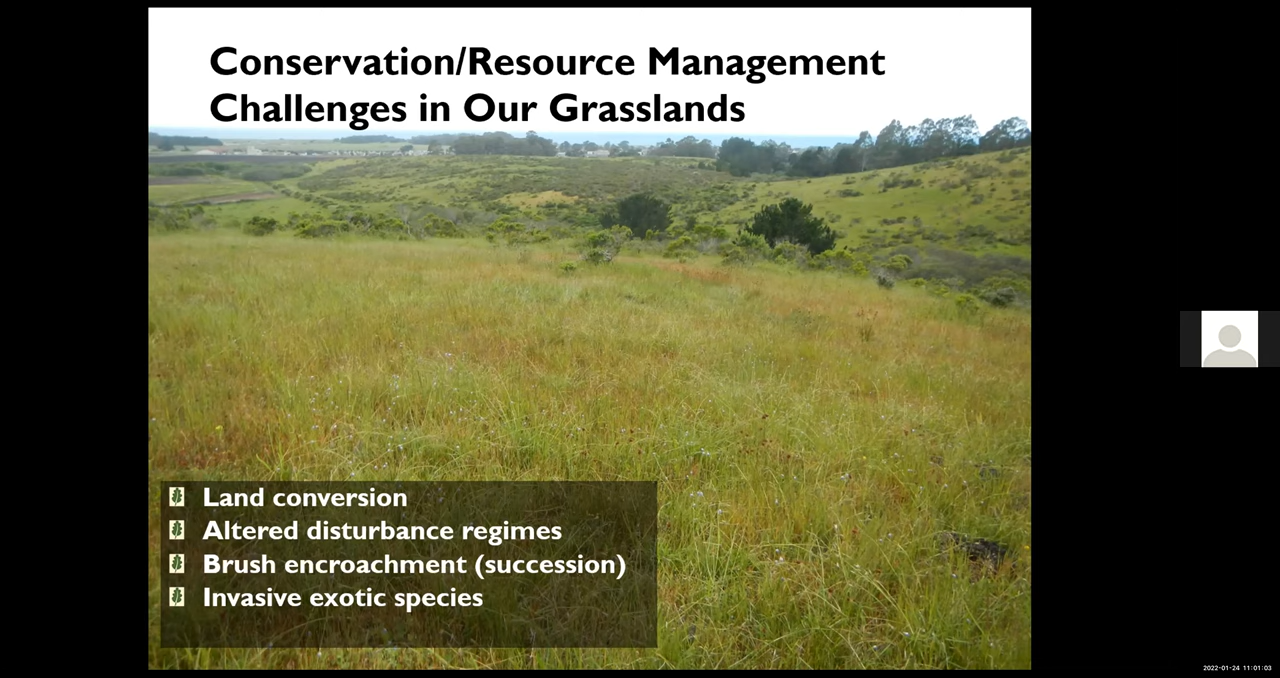 Conservation/Resource Management
Challenges in Our Grasslands
Land conversion
Altered disturbance regimes
Brush encroachment (succession)
Invasive exotic species
2022-01-24 11:01:03